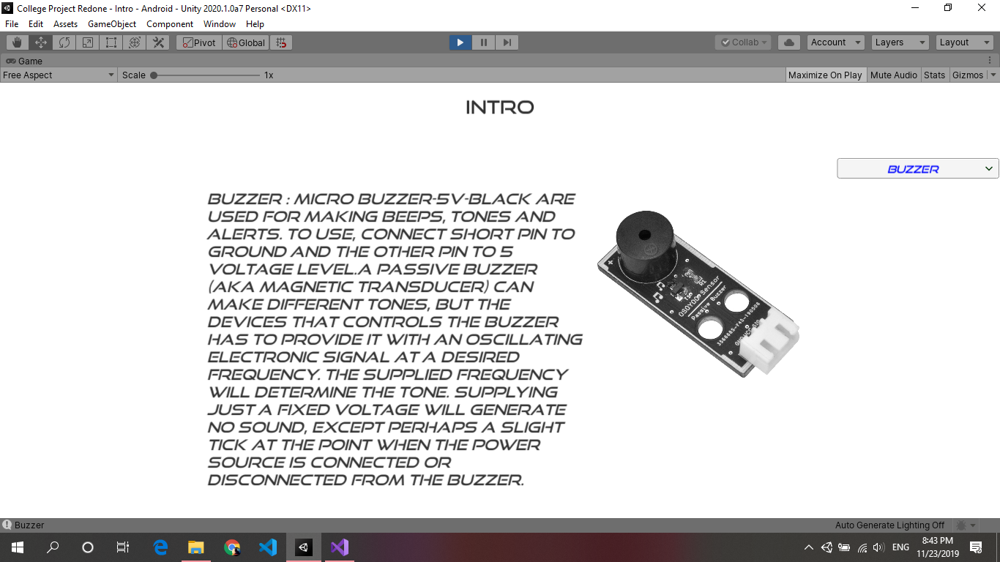 College Project Redone - Intro - Android - Unity 2020.1.0a7 Personal <DX11>
File Edit Assets GameObject Component Window Help
Pivot Global Collab Account Layers Layout
Game
Free Aspect Scale 1x Maximize On Play Mute Audio Stats Gizmos
INTRO
BUZZER
BUZZER : MICRO BUZZER-5V-BLACK ARE
USED FOR MAKING BEEPS, TONES AND
ALERTS. TO USE, CONNECT SHORT PIN TO
GROUND AND THE OTHER PIN TO 5
VOLTAGE LEVEL.A PASSIVE BUZZER
(AKA MAGNETIC TRANSDUCER) CAN
MAKE DIFFERENT TONES, BUT THE
DEVICES THAT CONTROLS THE BUZZER
HAS TO PROVIDE IT WITH AN OSCILLATING
ELECTRONIC SIGNAL AT A DESIRED
FREQUENCY. THE SUPPLIED FREQUENCY
WILL DETERMINE THE TONE. SUPPLYING
JUST A FIXED VOLTAGE WILL GENERATE
NO SOUND, EXCEPT PERHAPS A SLIGHT
TICK AT THE POINT WHEN THE POWER
SOURCE IS CONNECTED OR
DISCONNECTED FROM THE BUZZER.
R1
OSOYOO Sensor
Passive Buzzer
Buzzer
Auto Generate Lighting Off
ENG
8:43 PM
11/23/2019